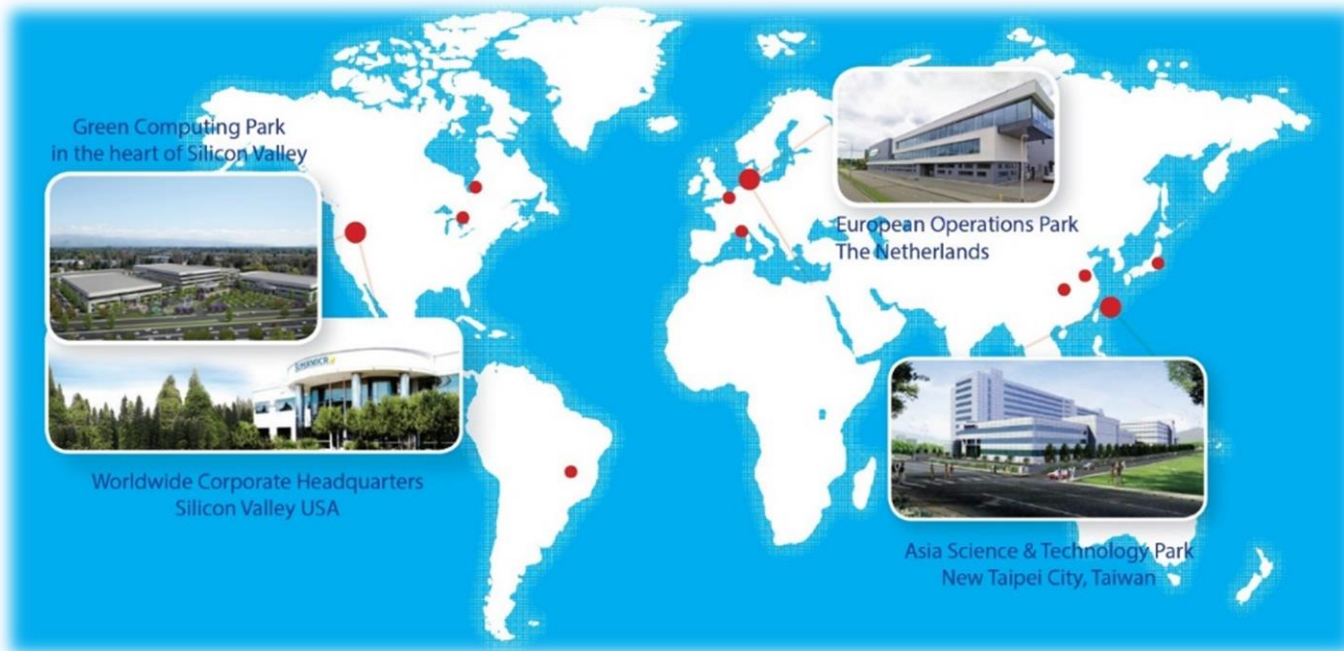 Green Computing Park
in the heart of Silicon Valley
European Operations Park
The Netherlands
SUPERMICR
Worldwide Corporate Headquarters
Silicon Valley USA
Asia Science & Technology Park
New Taipei City, Taiwan